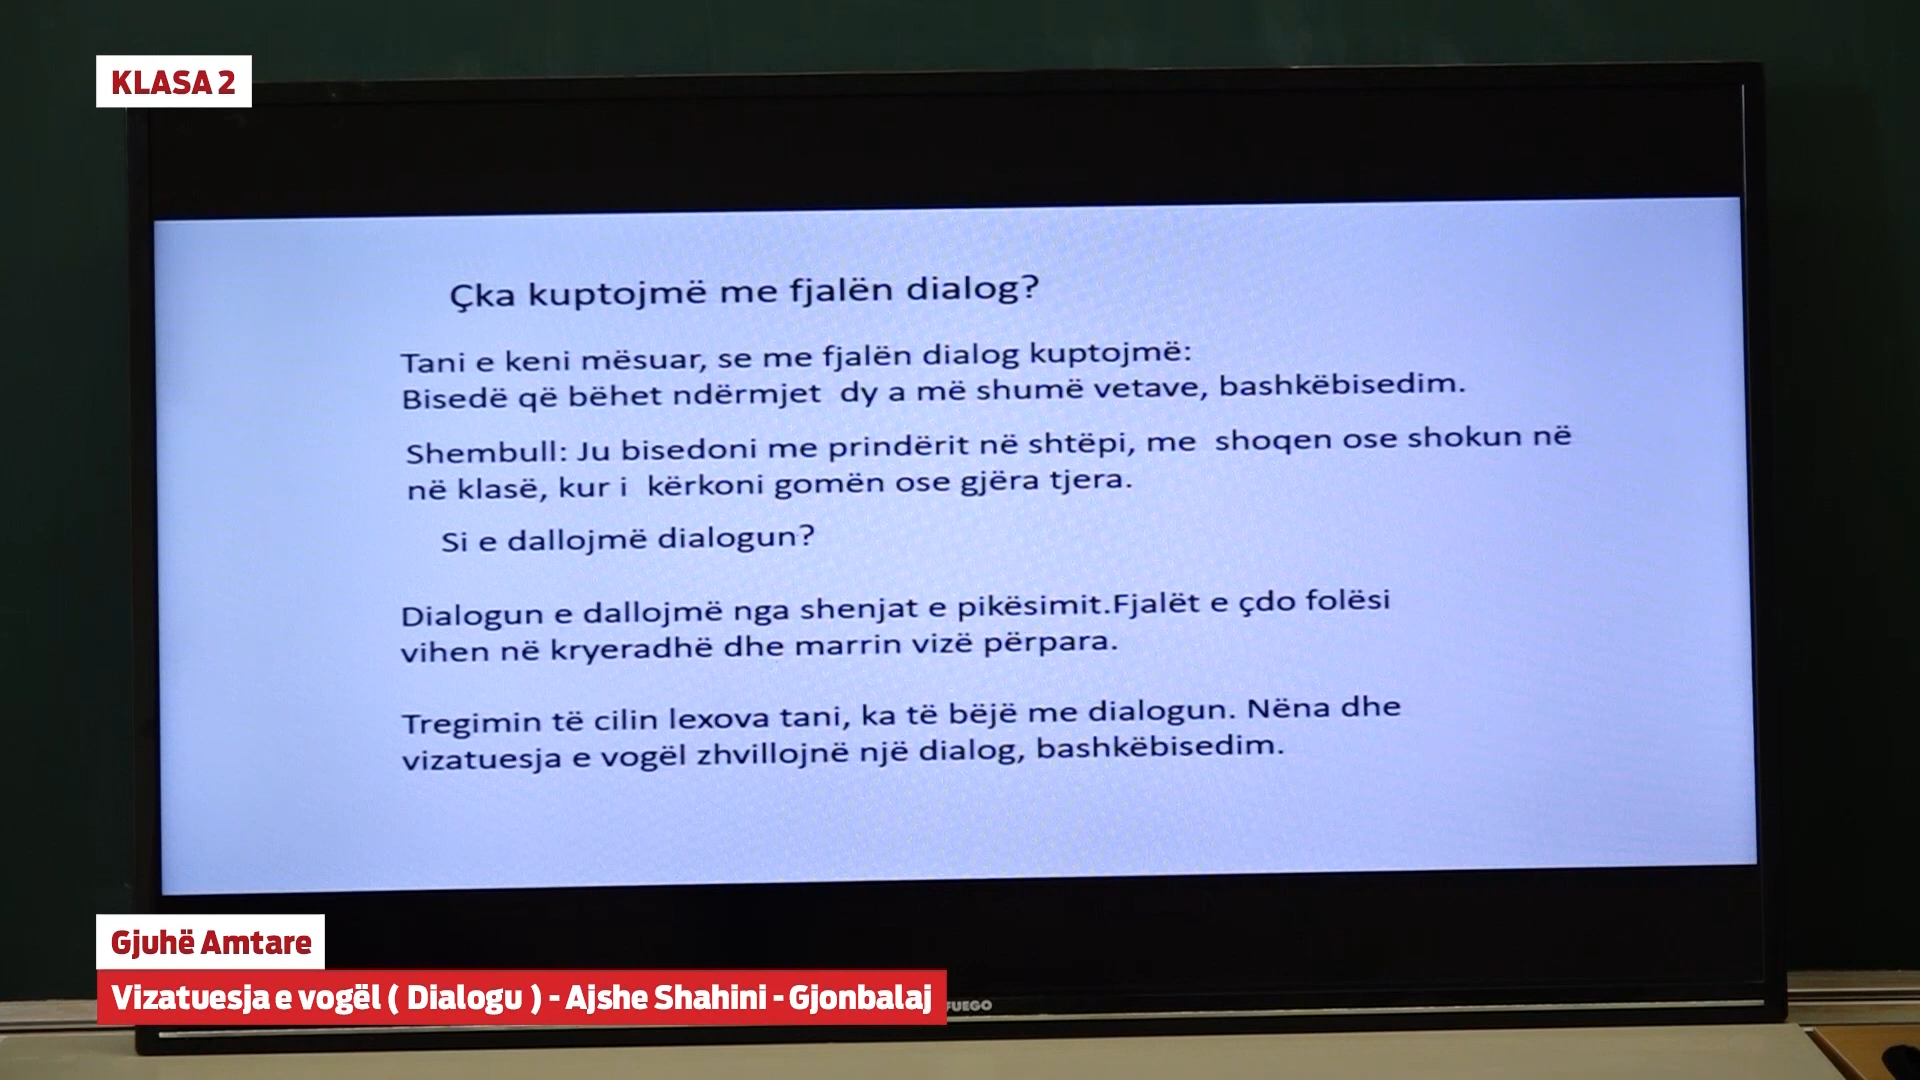 KLASA 2
Çka kuptojmë me fjalën dialog?
Tani e keni mësuar, se me fjalën dialog kuptojmë:
Bisedë që bëhet ndërmjet dy a më shumë vetave, bashkëbisedim.
Shembull: Ju bisedoni me prindërit në shtëpi, me shoqen ose shokun në
në klasë, kur i kërkoni gomën ose gjëra tjera.
Si e dallojmë dialogun?
Dialogun e dallojmë nga shenjat e pikësimit.Fjalët e çdo folësi
vihen në kryeradhë dhe marrin vizë përpara.
Tregimin të cilin lexova tani, ka të bëjë me dialogun. Nëna dhe
vizatuesja e vogël zhvillojnë një dialog, bashkëbisedim.
Gjuhë Amtare
Vizatuesja e vogël ( Dialogu ) - Ajshe Shahini - Gjonbalaj
FUEGO